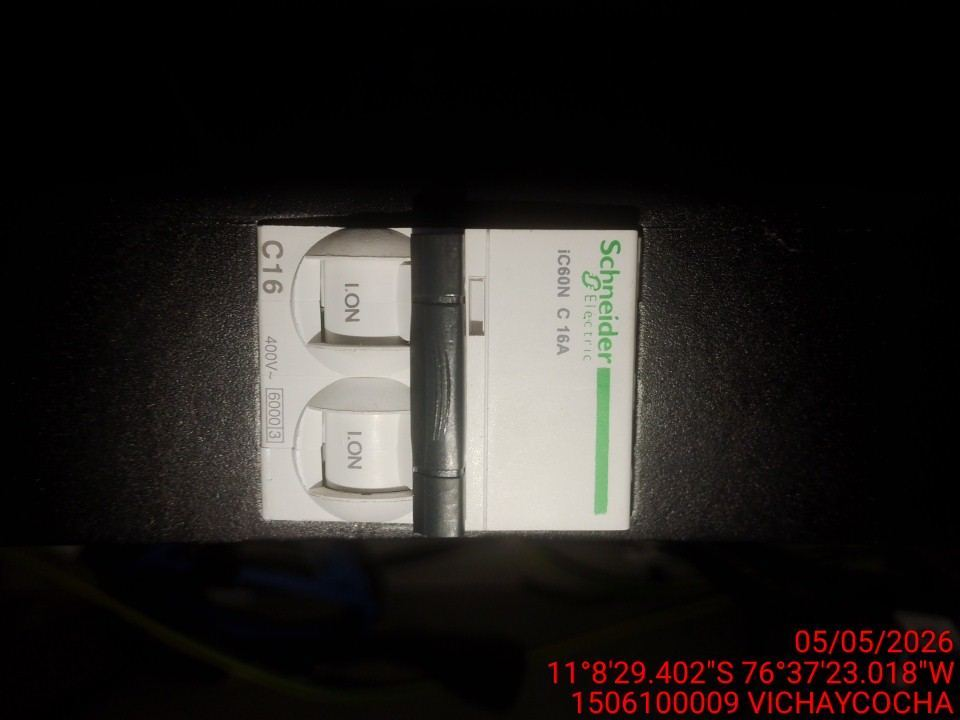 Schneider
Electric
iC60N C 16A
I.ON
I.ON
C16
400V~ 6000 3
05/05/2026
11°8'29.402"S 76°37'23.018"W
1506100009 VICHAYCOCHA